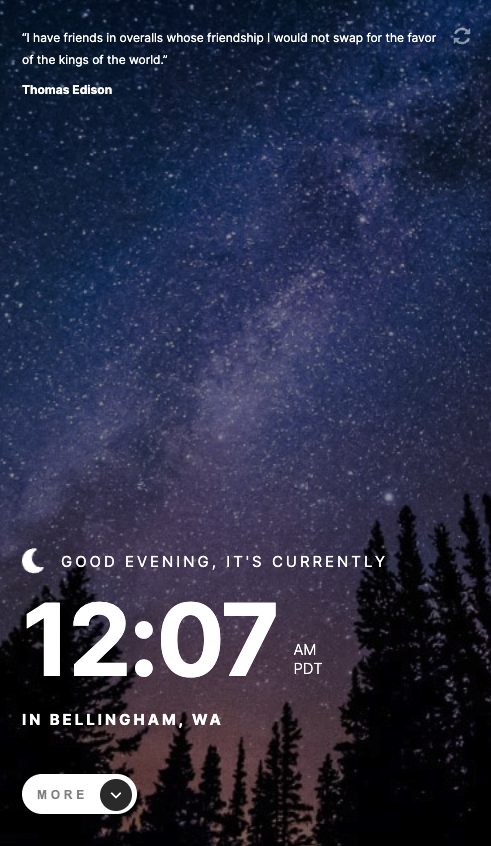 “I have friends in overalls whose friendship I would not swap for the favor
of the kings of the world.”
Thomas Edison
GOOD EVENING, IT'S CURRENTLY
12:07 AM
PDT
IN BELLINGHAM, WA
MORE